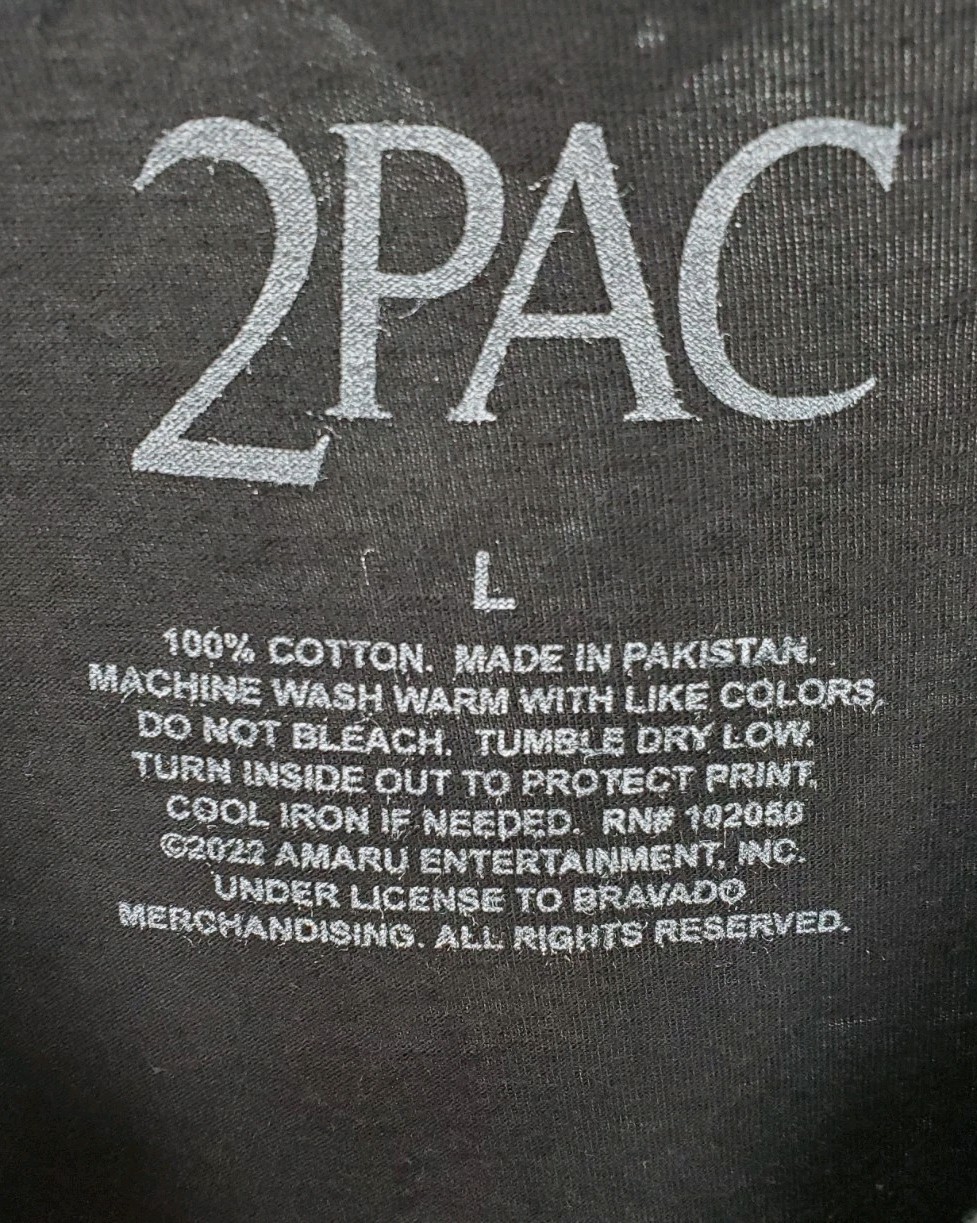 2PAC
L
100% COTTON. MADE IN PAKISTAN.
MACHINE WASH WARM WITH LIKE COLORS.
DO NOT BLEACH. TUMBLE DRY LOW.
TURN INSIDE OUT TO PROTECT PRINT.
COOL IRON IF NEEDED. RN# 102050
©2022 AMARU ENTERTAINMENT, INC.
UNDER LICENSE TO BRAVADO
MERCHANDISING. ALL RIGHTS RESERVED.